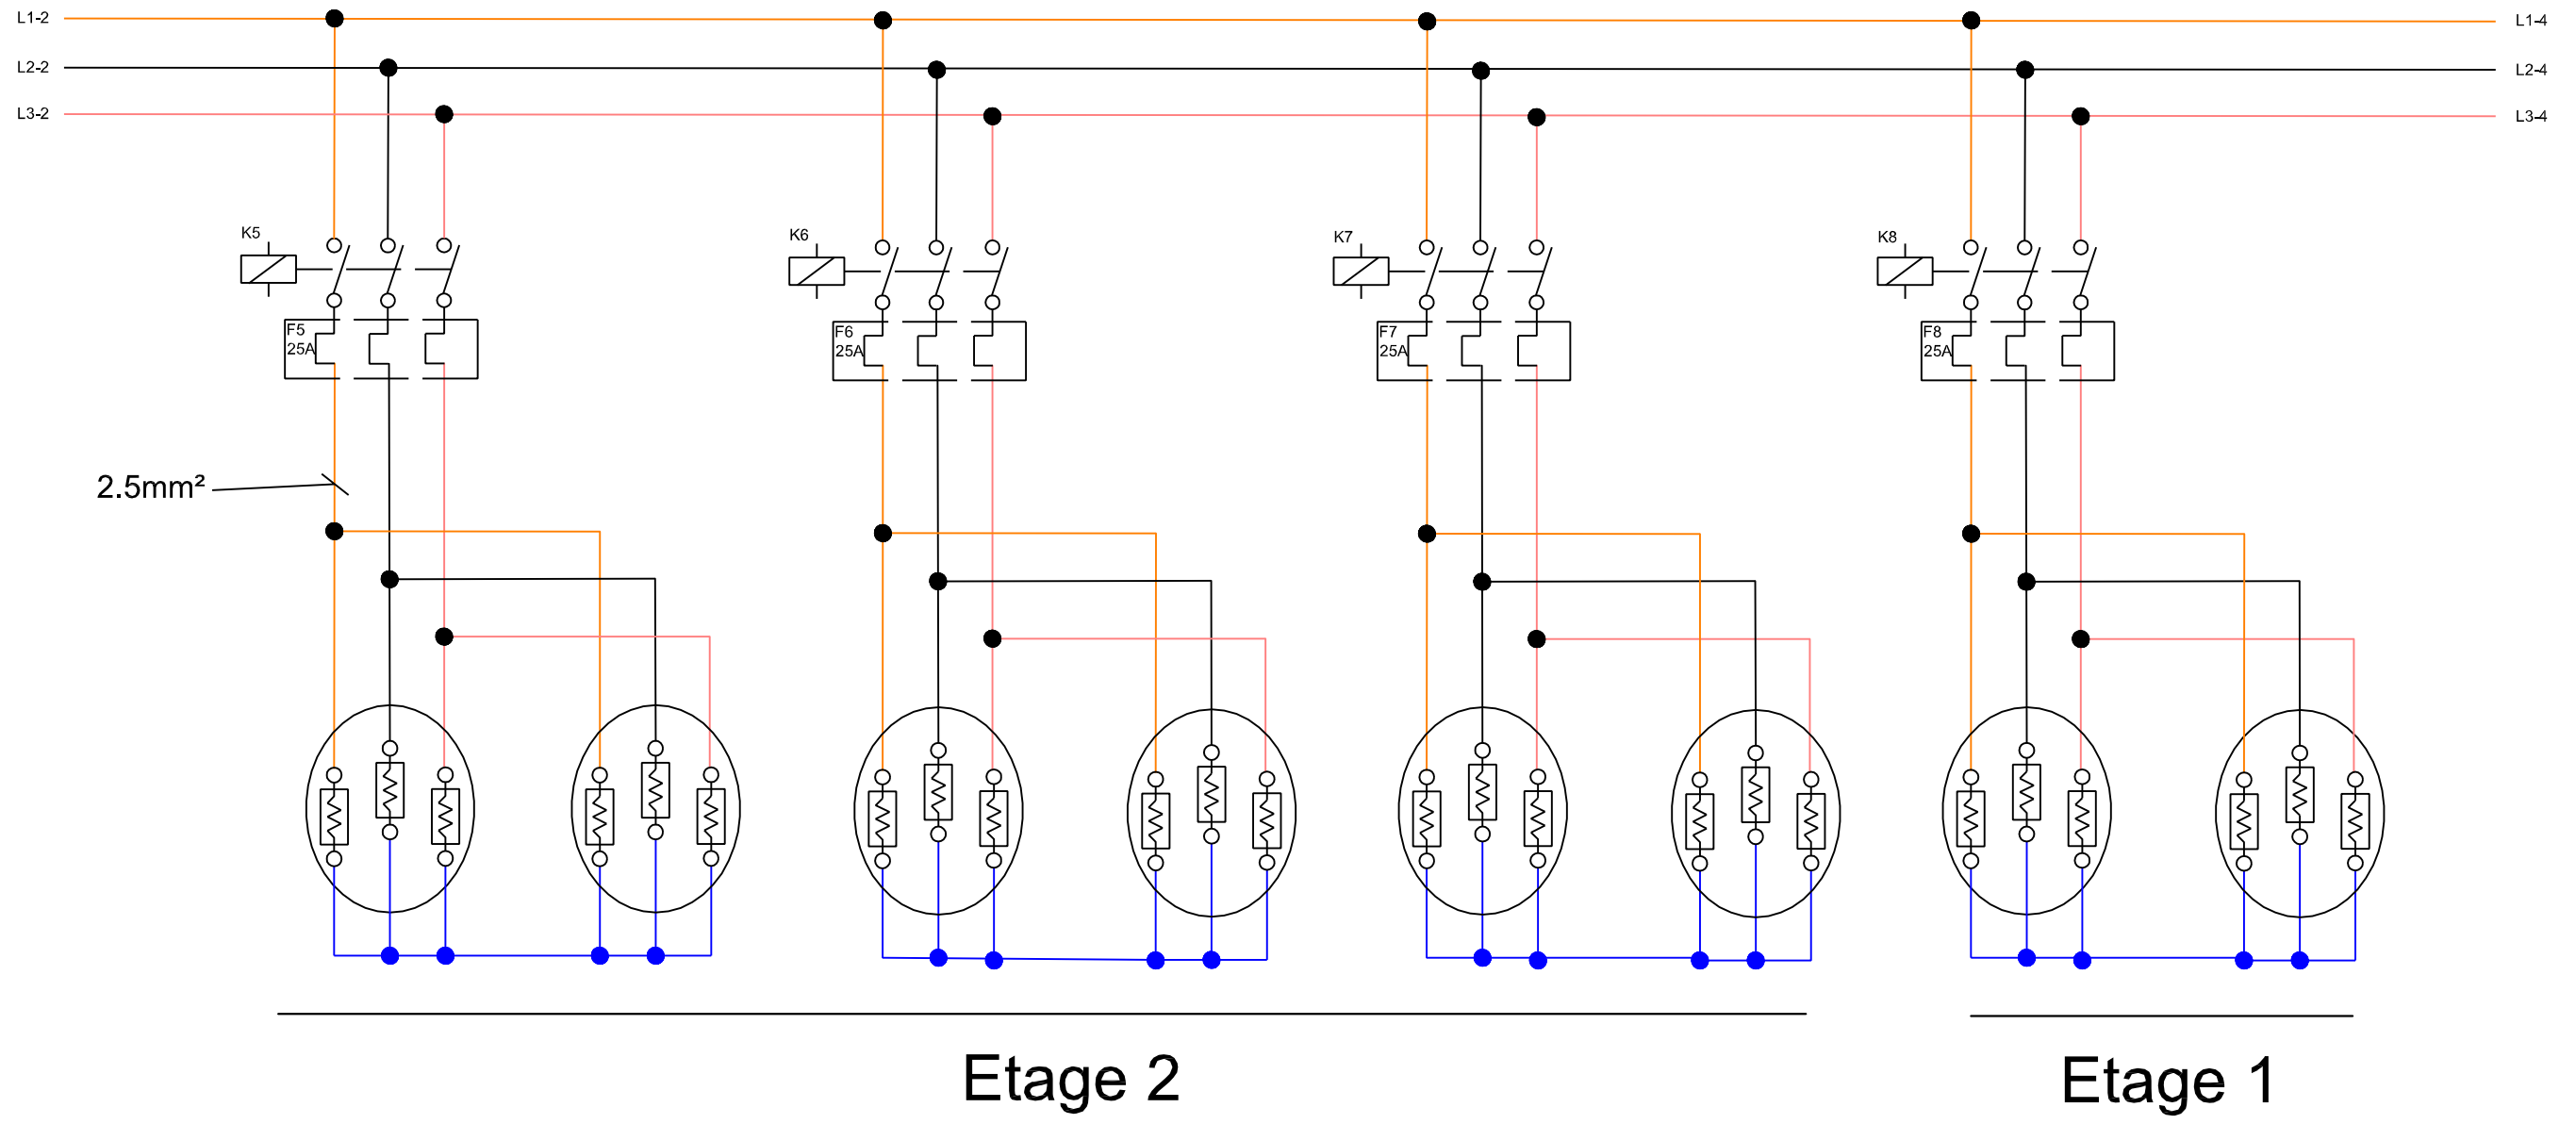 L1-2
L1-4
L2-2
L2-4
L3-2
L3-4
K5
K6
K7
K8
F5
25A
F6
25A
F7
25A
F8
25A
2.5mm²
Etage 2
Etage 1